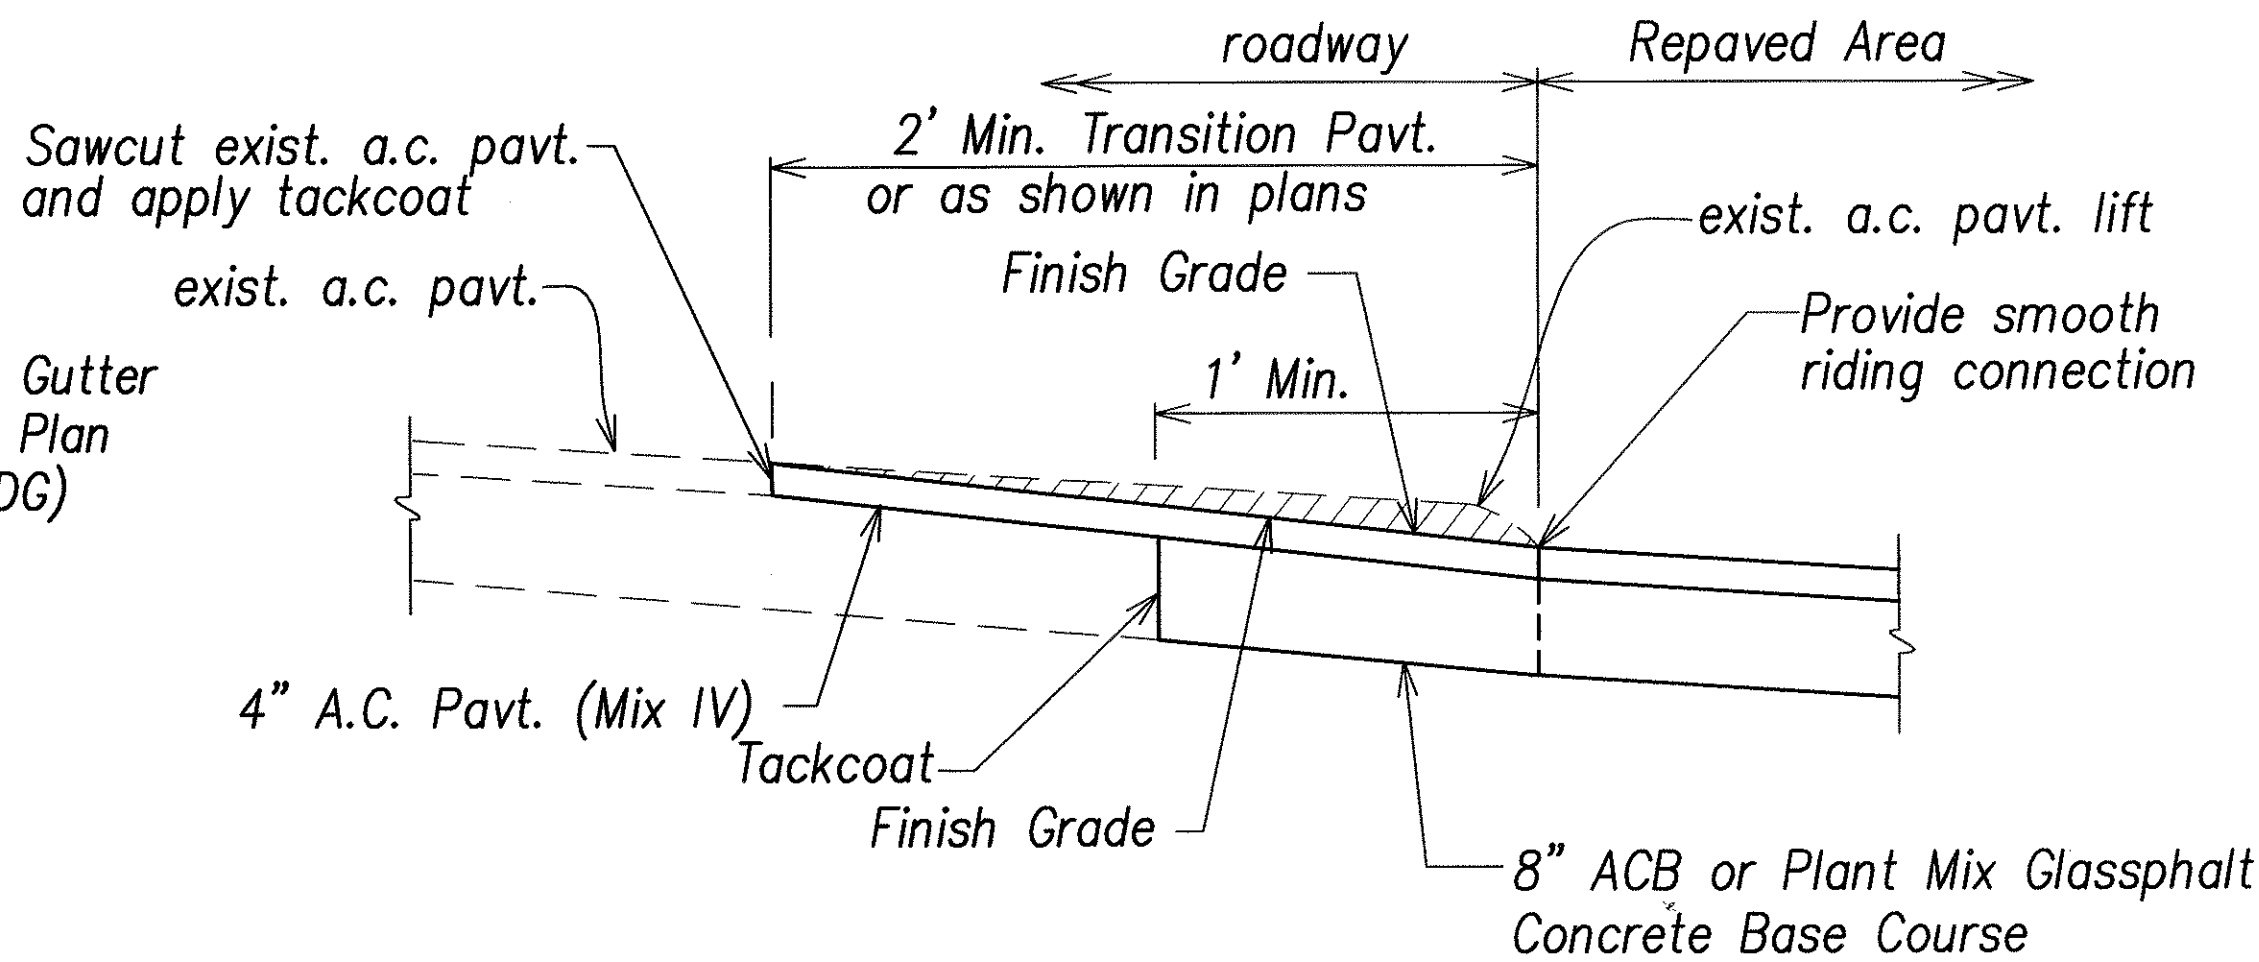 roadway
Repaved Area
Sawcut exist. a.c. pavt.
and apply tackcoat
2' Min. Transition Pavt.
or as shown in plans
exist. a.c. pavt. lift
Finish Grade
exist. a.c. pavt.
Provide smooth
riding connection
Gutter
Plan
DG)
1' Min.
4" A.C. Pavt. (Mix IV)
Tackcoat
Finish Grade
8" ACB or Plant Mix Glassphalt
Concrete Base Course